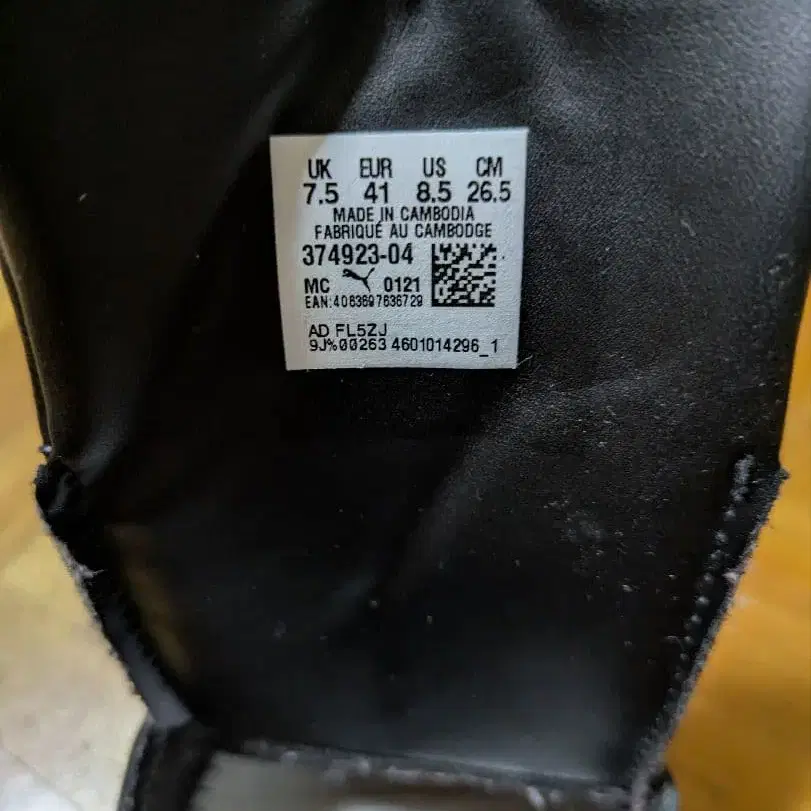 UK EUR US CM
7.5 41 8.5 26.5
MADE IN CAMBODIA
FABRIQUÉ AU CAMBODGE
374923-04
MC 0121
EAN:4063697636729
AD FL5ZJ
9J%00263 4601014296_1